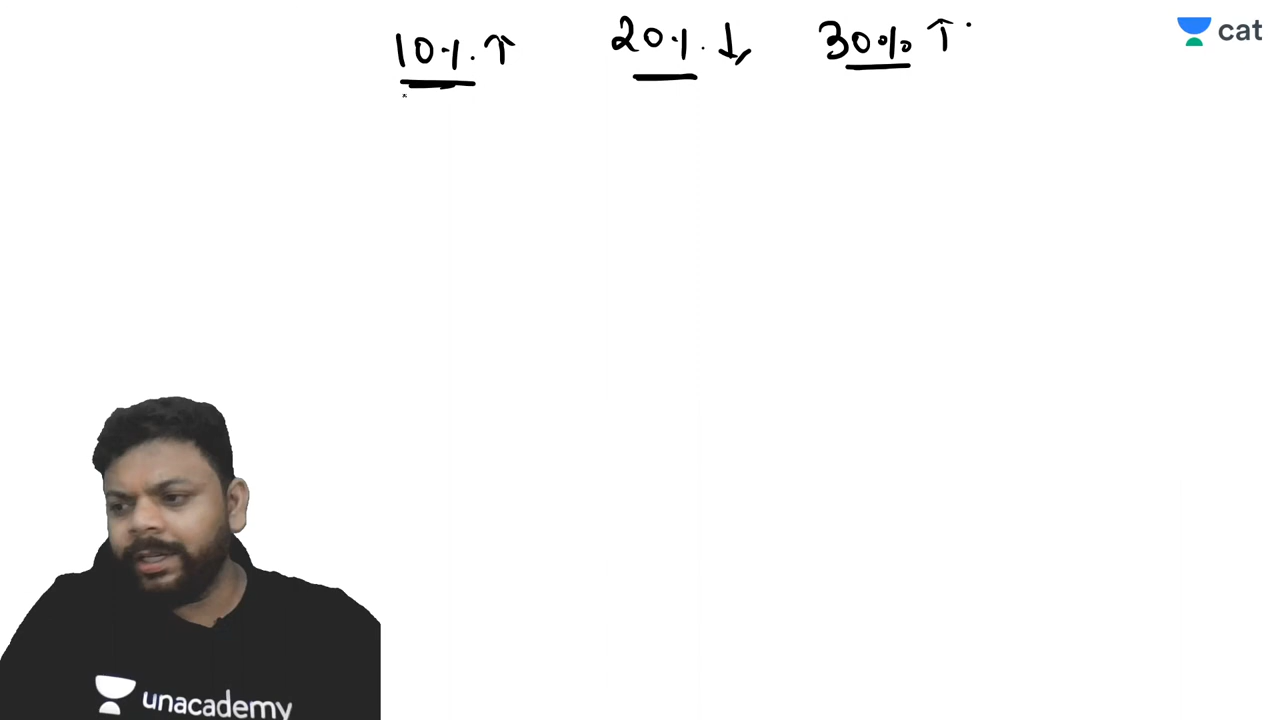 10% ↑ 20% ↓ 30% ↑
cat
unacademy